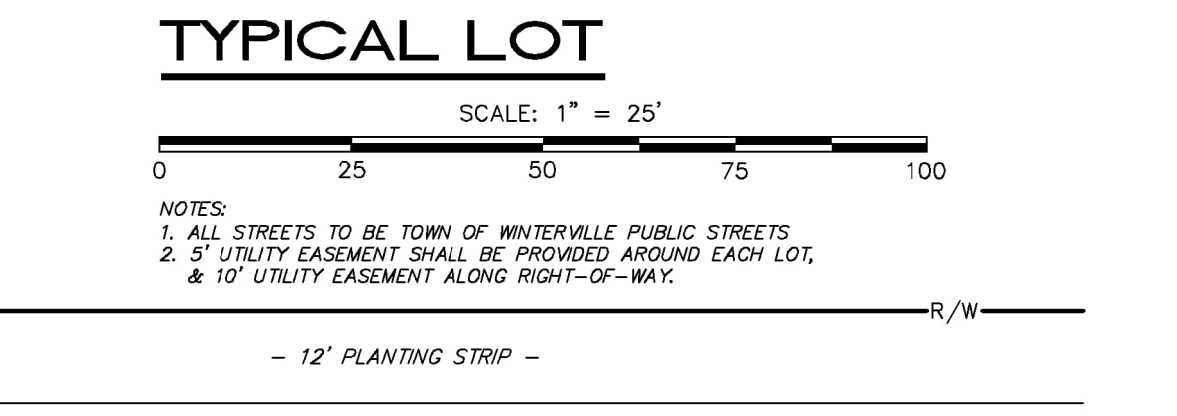 TYPICAL LOT
SCALE: 1" = 25'
0 25 50 75 100
NOTES:
1. ALL STREETS TO BE TOWN OF WINTERVILLE PUBLIC STREETS
2. 5' UTILITY EASEMENT SHALL BE PROVIDED AROUND EACH LOT,
& 10' UTILITY EASEMENT ALONG RIGHT-OF-WAY.
R/W
- 12' PLANTING STRIP -